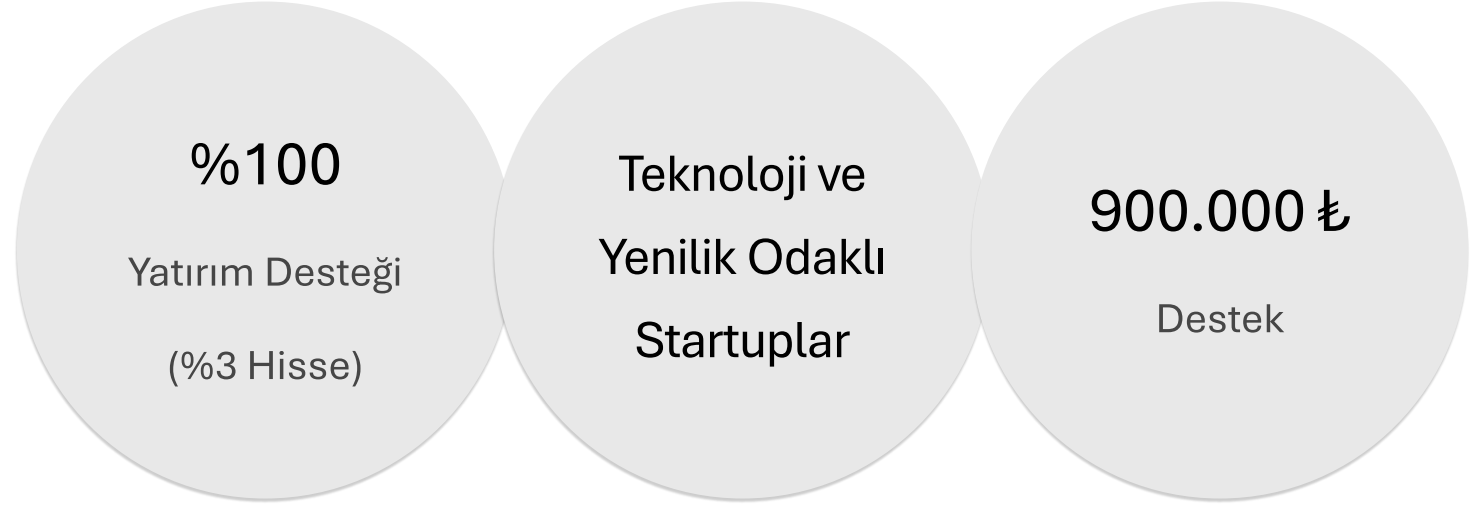 %100
Yatırım Desteği
(%3 Hisse)
Teknoloji ve
Yenilik Odaklı
Startuplar
900.000 ₺
Destek